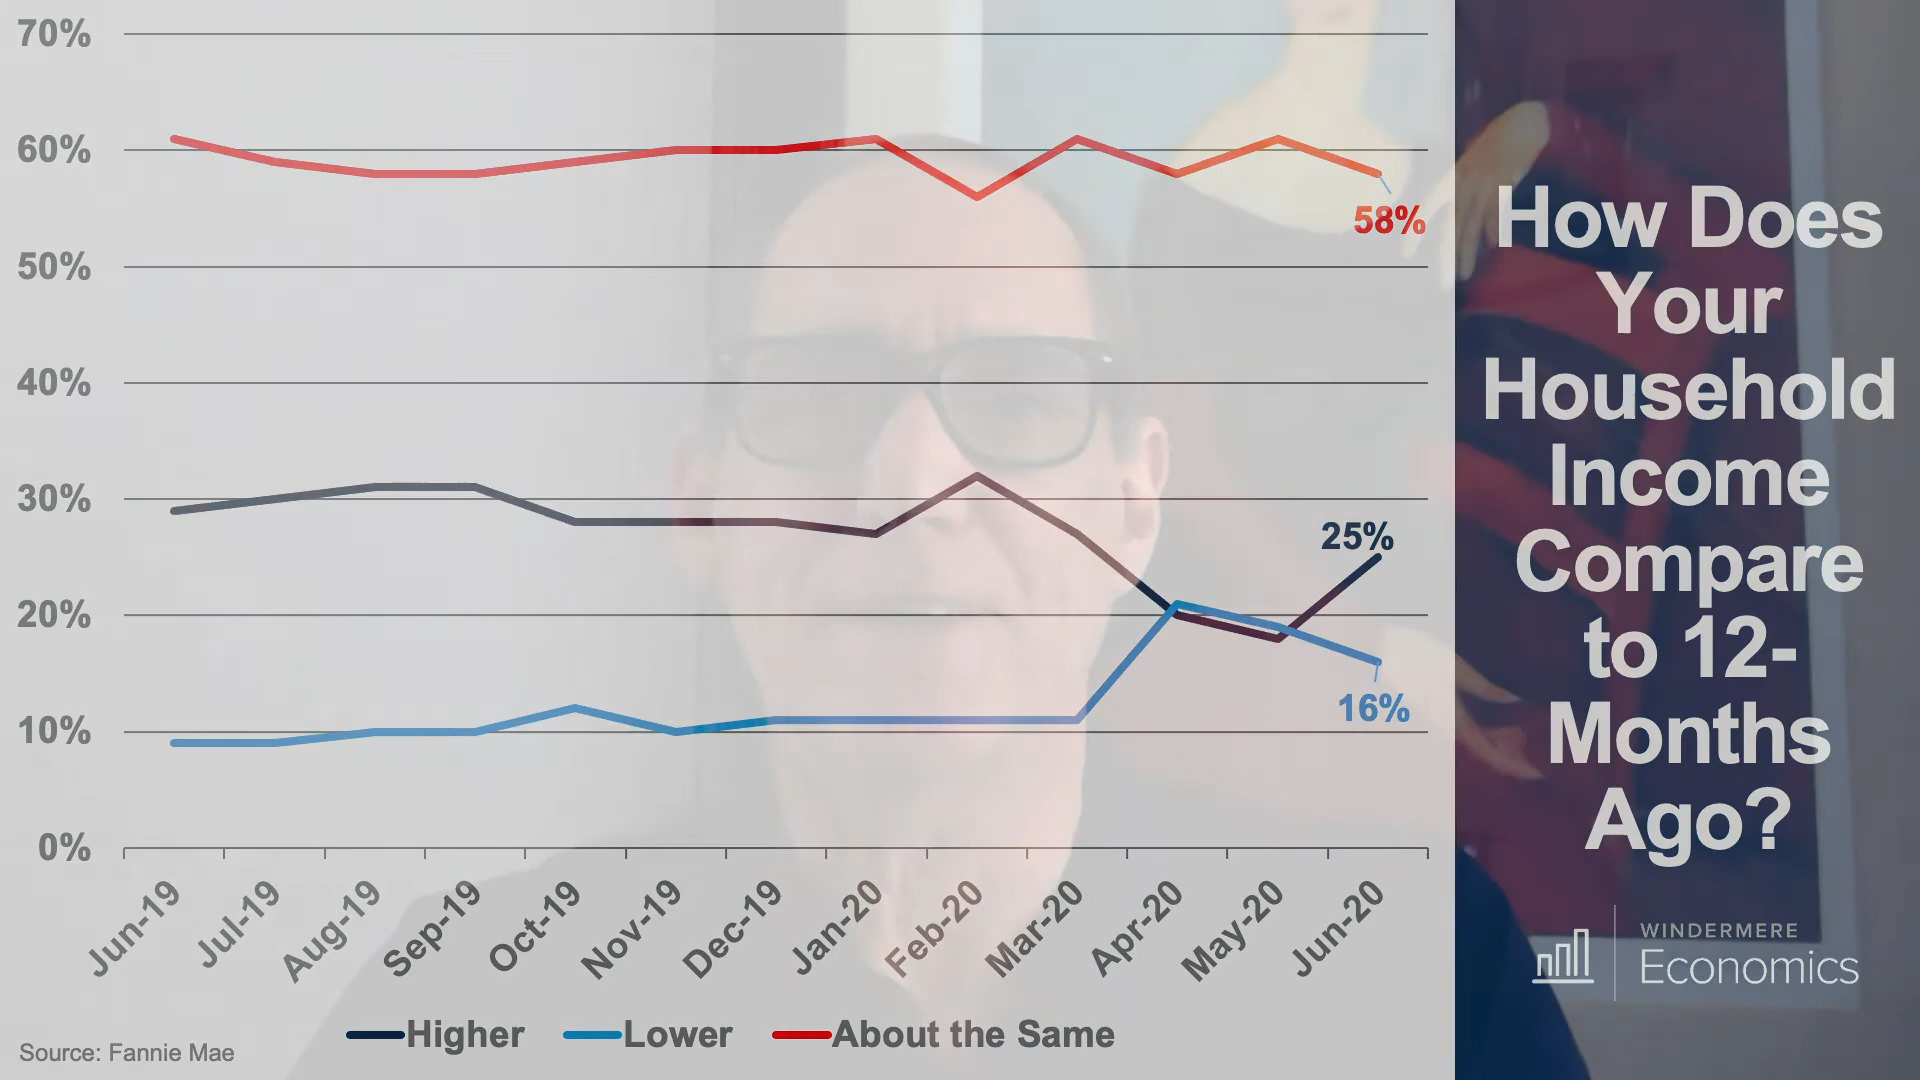 70%
60%
50%
40%
30%
20%
10%
0%
58%
25%
16%
Jun-19
Jul-19
Aug-19
Sep-19
Oct-19
Nov-19
Dec-19
Jan-20
Feb-20
Mar-20
Apr-20
May-20
Jun-20
Higher Lower About the Same
Source: Fannie Mae
How Does
Your
Household
Income
Compare
to 12-
Months
Ago?
WINDERMERE
Economics